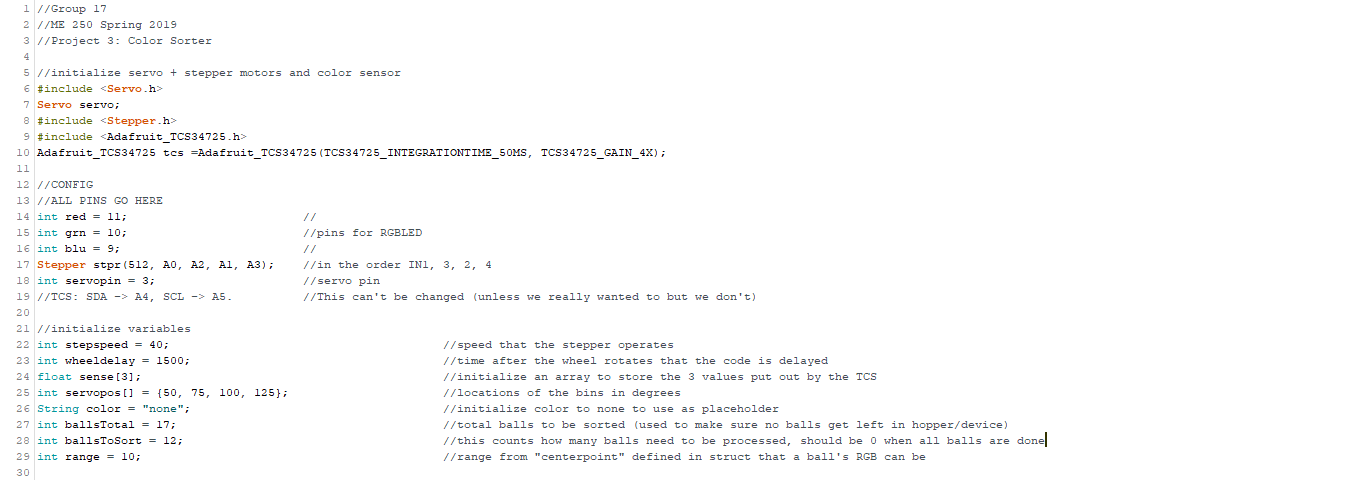 1 //Group 17
2 //ME 250 Spring 2019
3 //Project 3: Color Sorter
4
5 //initialize servo + stepper motors and color sensor
6 #include <Servo.h>
7 Servo servo;
8 #include <Stepper.h>
9 #include <Adafruit_TCS34725.h>
10 Adafruit_TCS34725 tcs =Adafruit_TCS34725(TCS34725_INTEGRATIONTIME_50MS, TCS34725_GAIN_4X);
11
12 //CONFIG
13 //ALL PINS GO HERE
14 int red = 11; //
15 int grn = 10; //pins for RGBLED
16 int blu = 9; //
17 Stepper stpr(512, A0, A2, A1, A3); //in the order IN1, 3, 2, 4
18 int servopin = 3; //servo pin
19 //TCS: SDA -> A4, SCL -> A5. //This can't be changed (unless we really wanted to but we don't)
20
21 //initialize variables
22 int stepspeed = 40; //speed that the stepper operates
23 int wheeldelay = 1500; //time after the wheel rotates that the code is delayed
24 float sense[3]; //initialize an array to store the 3 values put out by the TCS
25 int servopos[] = {50, 75, 100, 125}; //locations of the bins in degrees
26 String color = "none"; //initialize color to none to use as placeholder
27 int ballsTotal = 17; //total balls to be sorted (used to make sure no balls get left in hopper/device)
28 int ballsToSort = 12; //this counts how many balls need to be processed, should be 0 when all balls are done
29 int range = 10; //range from "centerpoint" defined in struct that a ball's RGB can be
30